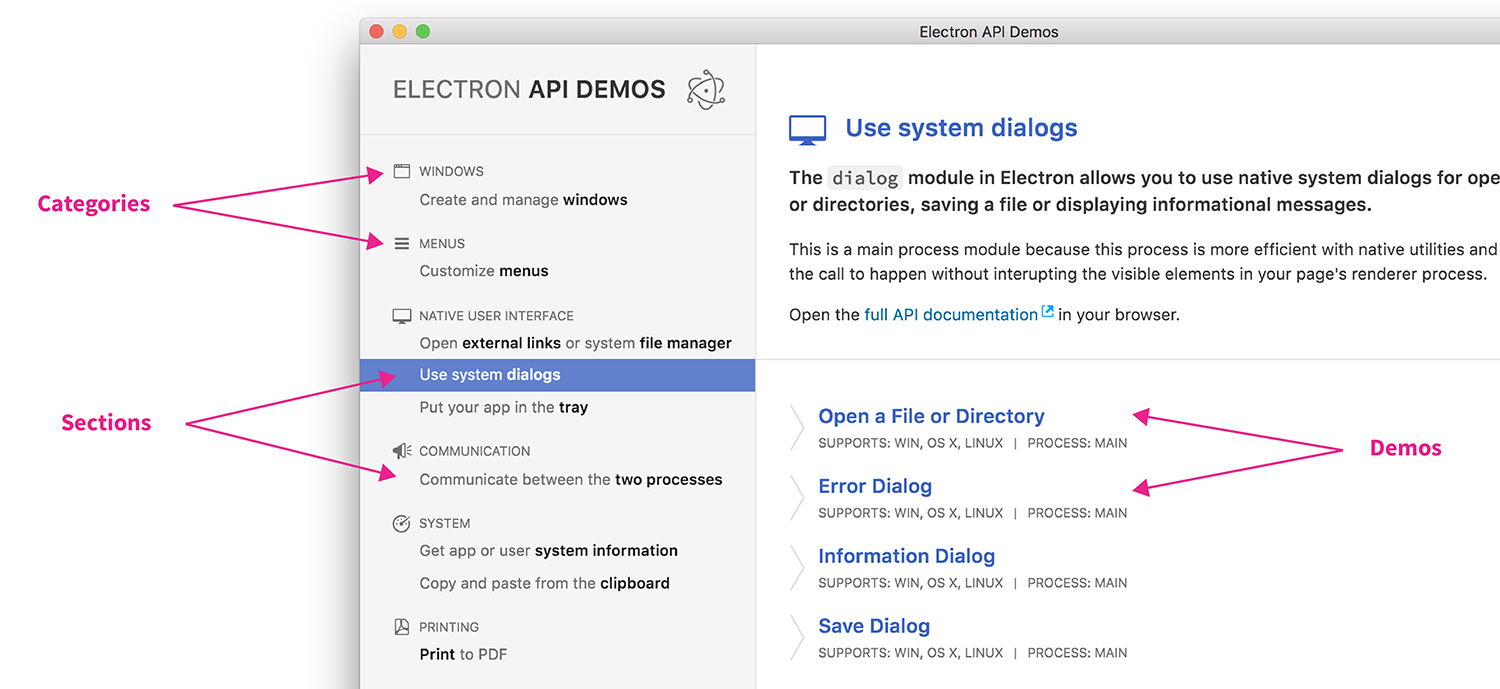 Electron API Demos
ELECTRON API DEMOS
Categories
WINDOWS
Create and manage windows
MENUS
Customize menus
NATIVE USER INTERFACE
Open external links or system file manager
Sections
Use system dialogs
Put your app in the tray
COMMUNICATION
Communicate between the two processes
SYSTEM
Get app or user system information
Copy and paste from the clipboard
PRINTING
Print to PDF
Use system dialogs
The dialog module in Electron allows you to use native system dialogs for ope
or directories, saving a file or displaying informational messages.
This is a main process module because this process is more efficient with native utilities and
the call to happen without interupting the visible elements in your page's renderer process.
Open the full API documentation in your browser.
Open a File or Directory
SUPPORTS: WIN, OS X, LINUX | PROCESS: MAIN
Demos
Error Dialog
SUPPORTS: WIN, OS X, LINUX | PROCESS: MAIN
Information Dialog
SUPPORTS: WIN, OS X, LINUX | PROCESS: MAIN
Save Dialog
SUPPORTS: WIN, OS X, LINUX | PROCESS: MAIN